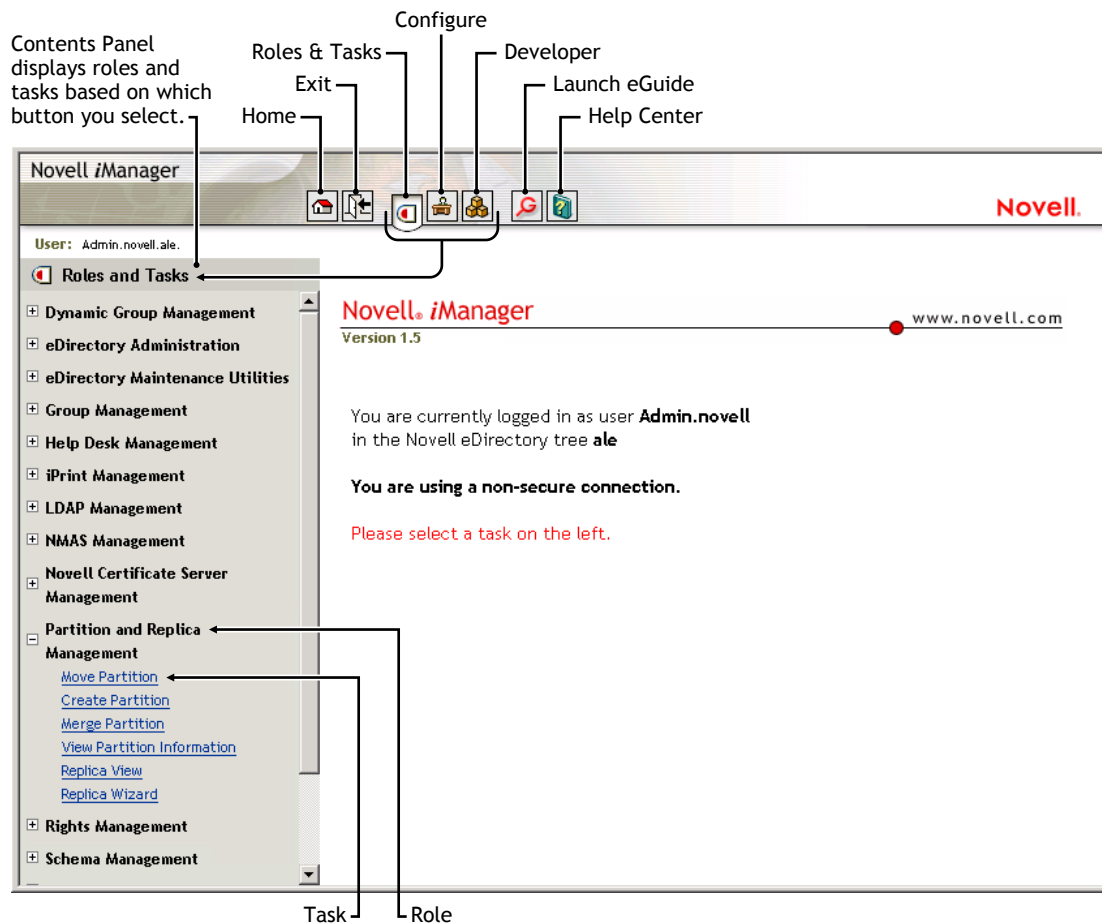 Configure
Contents Panel
displays roles and
tasks based on which
button you select.
Roles & Tasks
Developer
Exit
Launch eGuide
Home
Help Center
Novell iManager
Novell.
User: Admin.novell.ale.
Roles and Tasks
Dynamic Group Management
eDirectory Administration
eDirectory Maintenance Utilities
Group Management
Help Desk Management
iPrint Management
LDAP Management
NMAS Management
Novell Certificate Server
Management
Partition and Replica
Management
Move Partition
Create Partition
Merge Partition
View Partition Information
Replica View
Replica Wizard
Rights Management
Schema Management
Novell® iManager
www.novell.com
Version 1.5
You are currently logged in as user Admin.novell
in the Novell eDirectory tree ale
You are using a non-secure connection.
Please select a task on the left.
Task
Role